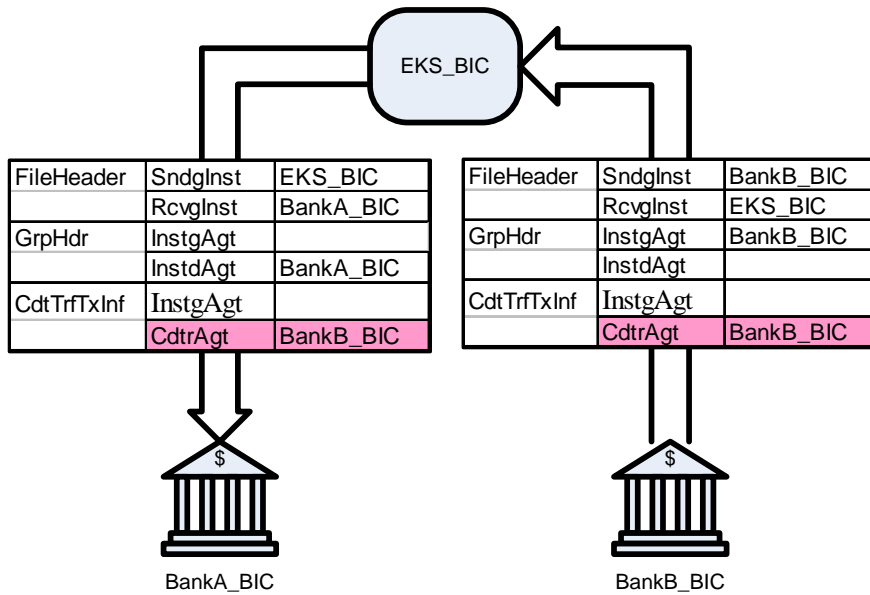 EKS_BIC
FileHeader SndgInst EKS_BIC
RcvgInst BankA_BIC
GrpHdr InstgAgt
InstdAgt BankA_BIC
CdtTrfTxInf InstgAgt
CdtrAgt BankB_BIC
FileHeader SndgInst BankB_BIC
RcvgInst EKS_BIC
GrpHdr InstgAgt BankB_BIC
InstdAgt
CdtTrfTxInf InstgAgt
CdtrAgt BankB_BIC
$
$
BankA_BIC
BankB_BIC